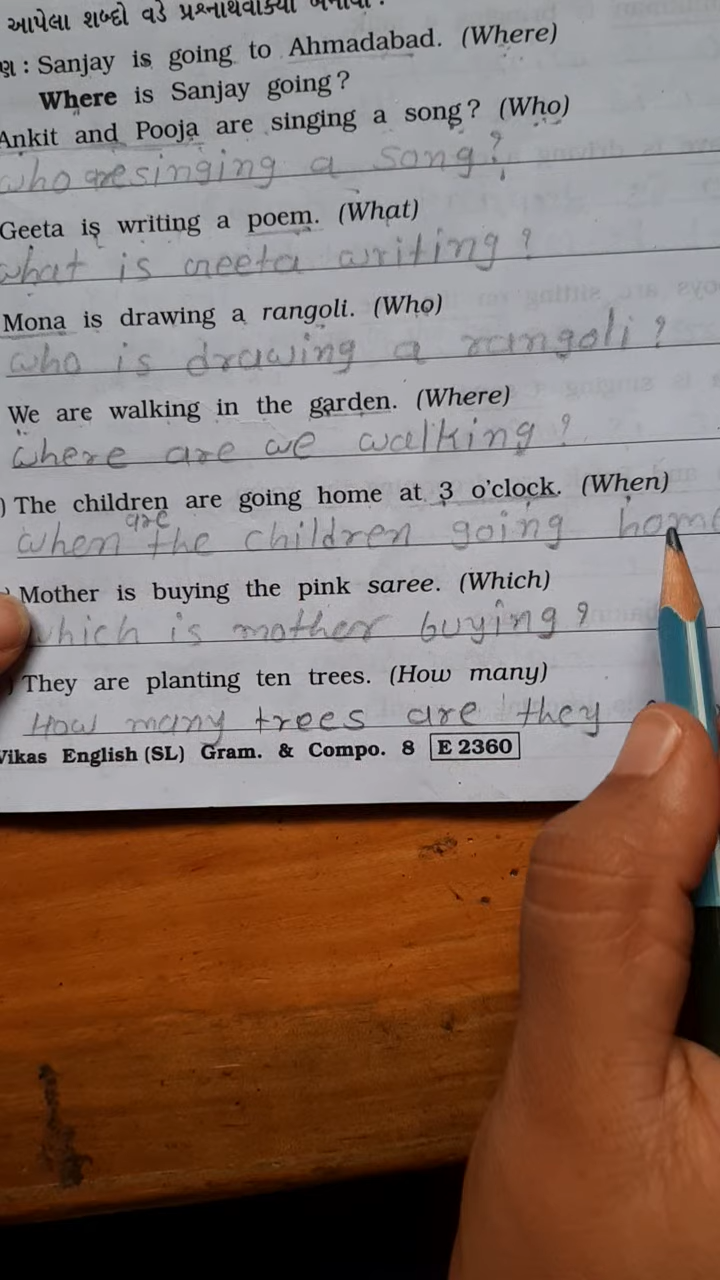 આપેલા શબ્દો વડે પ્રશ્નાર્થવાક્યો બનાવો :
ણ : Sanjay is going to Ahmadabad. (Where)
Where is Sanjay going?
Ankit and Pooja are singing a song? (Who)
who are singing a song?
Geeta is writing a poem. (What)
what is Geeta writing?
Mona is drawing a rangoli. (Who)
who is drawing a rangoli?
We are walking in the garden. (Where)
where are we walking?
) The children are going home at 3 o'clock. (When)
when are the children going home
Mother is buying the pink saree. (Which)
which is mother buying?
They are planting ten trees. (How many)
How many trees are they
Vikas English (SL) Gram. & Compo. 8 E 2360